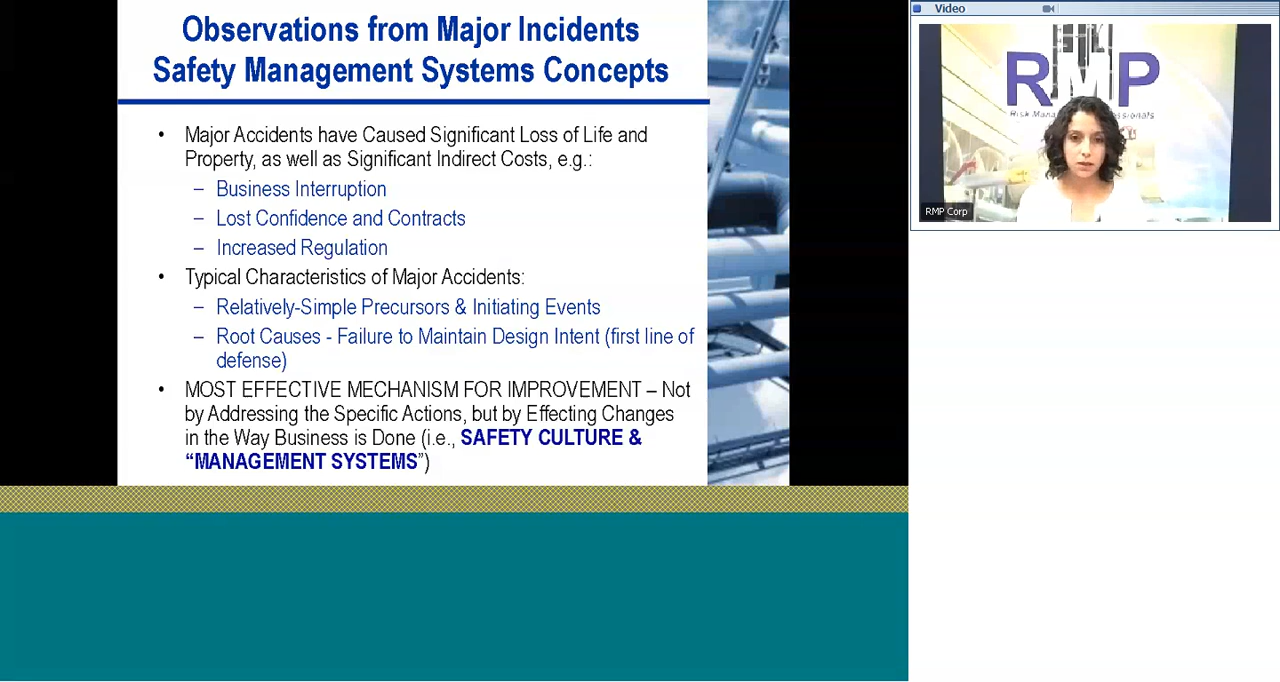 Observations from Major Incidents
Safety Management Systems Concepts
• Major Accidents have Caused Significant Loss of Life and
Property, as well as Significant Indirect Costs, e.g.:
– Business Interruption
– Lost Confidence and Contracts
– Increased Regulation
• Typical Characteristics of Major Accidents:
– Relatively-Simple Precursors & Initiating Events
– Root Causes - Failure to Maintain Design Intent (first line of
defense)
• MOST EFFECTIVE MECHANISM FOR IMPROVEMENT – Not
by Addressing the Specific Actions, but by Effecting Changes
in the Way Business is Done (i.e., SAFETY CULTURE &
“MANAGEMENT SYSTEMS”)
Video
RMP
Risk
RMP Corp